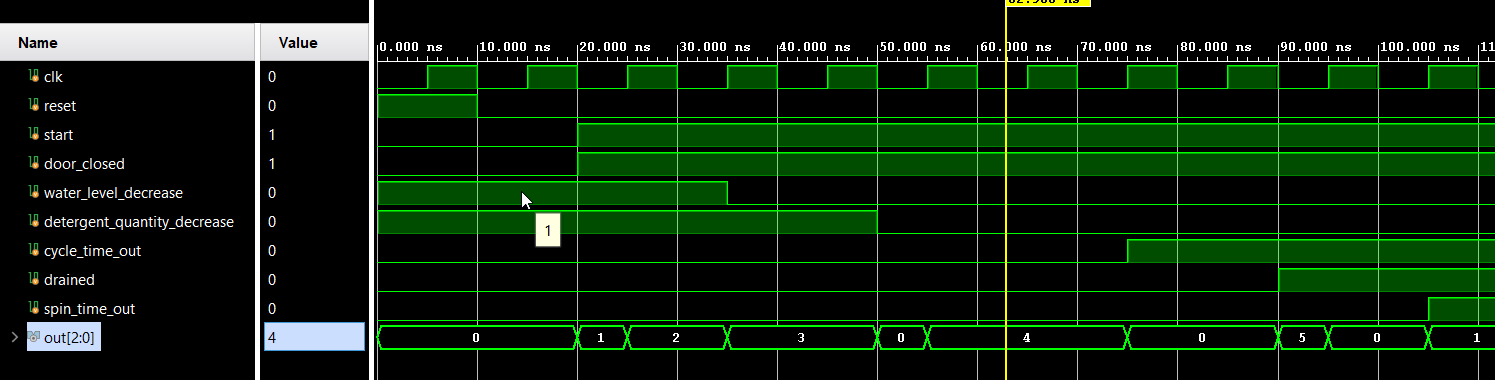 Name Value
0.000 ns 10.000 ns 20.000 ns 30.000 ns 40.000 ns 50.000 ns 60.000 ns 70.000 ns 80.000 ns 90.000 ns 100.000 ns
clk 0
reset 0
start 1
door_closed 1
water_level_decrease 0
detergent_quantity_decrease 0
1
cycle_time_out 0
drained 0
spin_time_out 0
out[2:0] 4 0 1 2 3 0 4 0 5 0 1